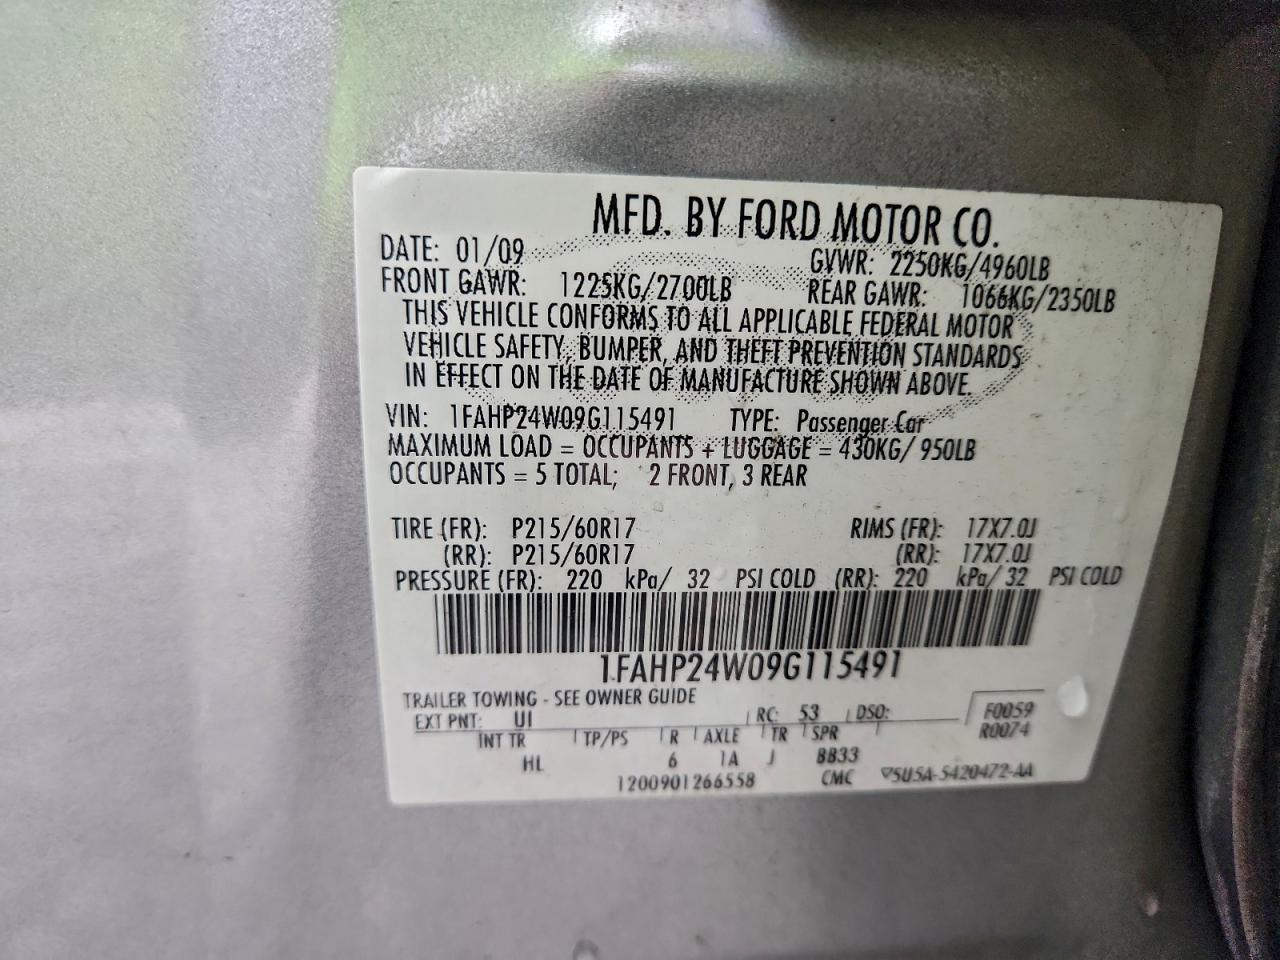 MFD. BY FORD MOTOR CO.
DATE: 01/09 GVWR: 2250KG/4960LB
FRONT GAWR: 1225KG/2700LB REAR GAWR: 1066KG/2350LB
THIS VEHICLE CONFORMS TO ALL APPLICABLE FEDERAL MOTOR
VEHICLE SAFETY, BUMPER, AND THEFT PREVENTION STANDARDS
IN EFFECT ON THE DATE OF MANUFACTURE SHOWN ABOVE.
VIN: 1FAHP24W09G115491 TYPE: Passenger Car
MAXIMUM LOAD = OCCUPANTS + LUGGAGE = 430KG/ 950LB
OCCUPANTS = 5 TOTAL; 2 FRONT, 3 REAR
TIRE (FR): P215/60R17 RIMS (FR): 17X7.0J
(RR): P215/60R17 (RR): 17X7.0J
PRESSURE (FR): 220 kPa/ 32 PSI COLD (RR): 220 kPa/ 32 PSI COLD
1FAHP24W09G115491
TRAILER TOWING - SEE OWNER GUIDE
EXT PNT: UI RC: 53 DSO: F0059
R0074
INT TR TP/PS R AXLE TR SPR
HL 6 1A J 8833
1200901266558 CMC 5U5A-5420472-AA